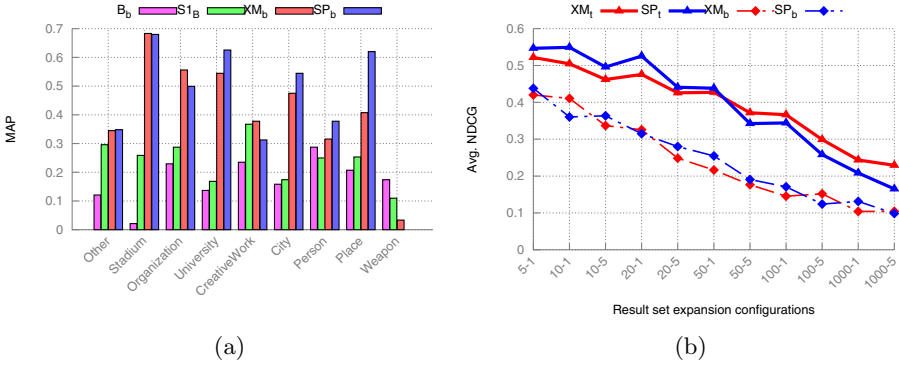 B_b S1_B XM_b SP_b
MAP
0.7
0.6
0.5
0.4
0.3
0.2
0.1
0
Other Stadium Organization University CreativeWork City Person Place Weapon
(a)
XM_t SP_t XM_b SP_b
Avg. NDCG
0.6
0.5
0.4
0.3
0.2
0.1
0
5-1 10-1 10-5 20-1 20-5 50-1 50-5 100-1 100-5 1000-1 1000-5
Result set expansion configurations
(b)